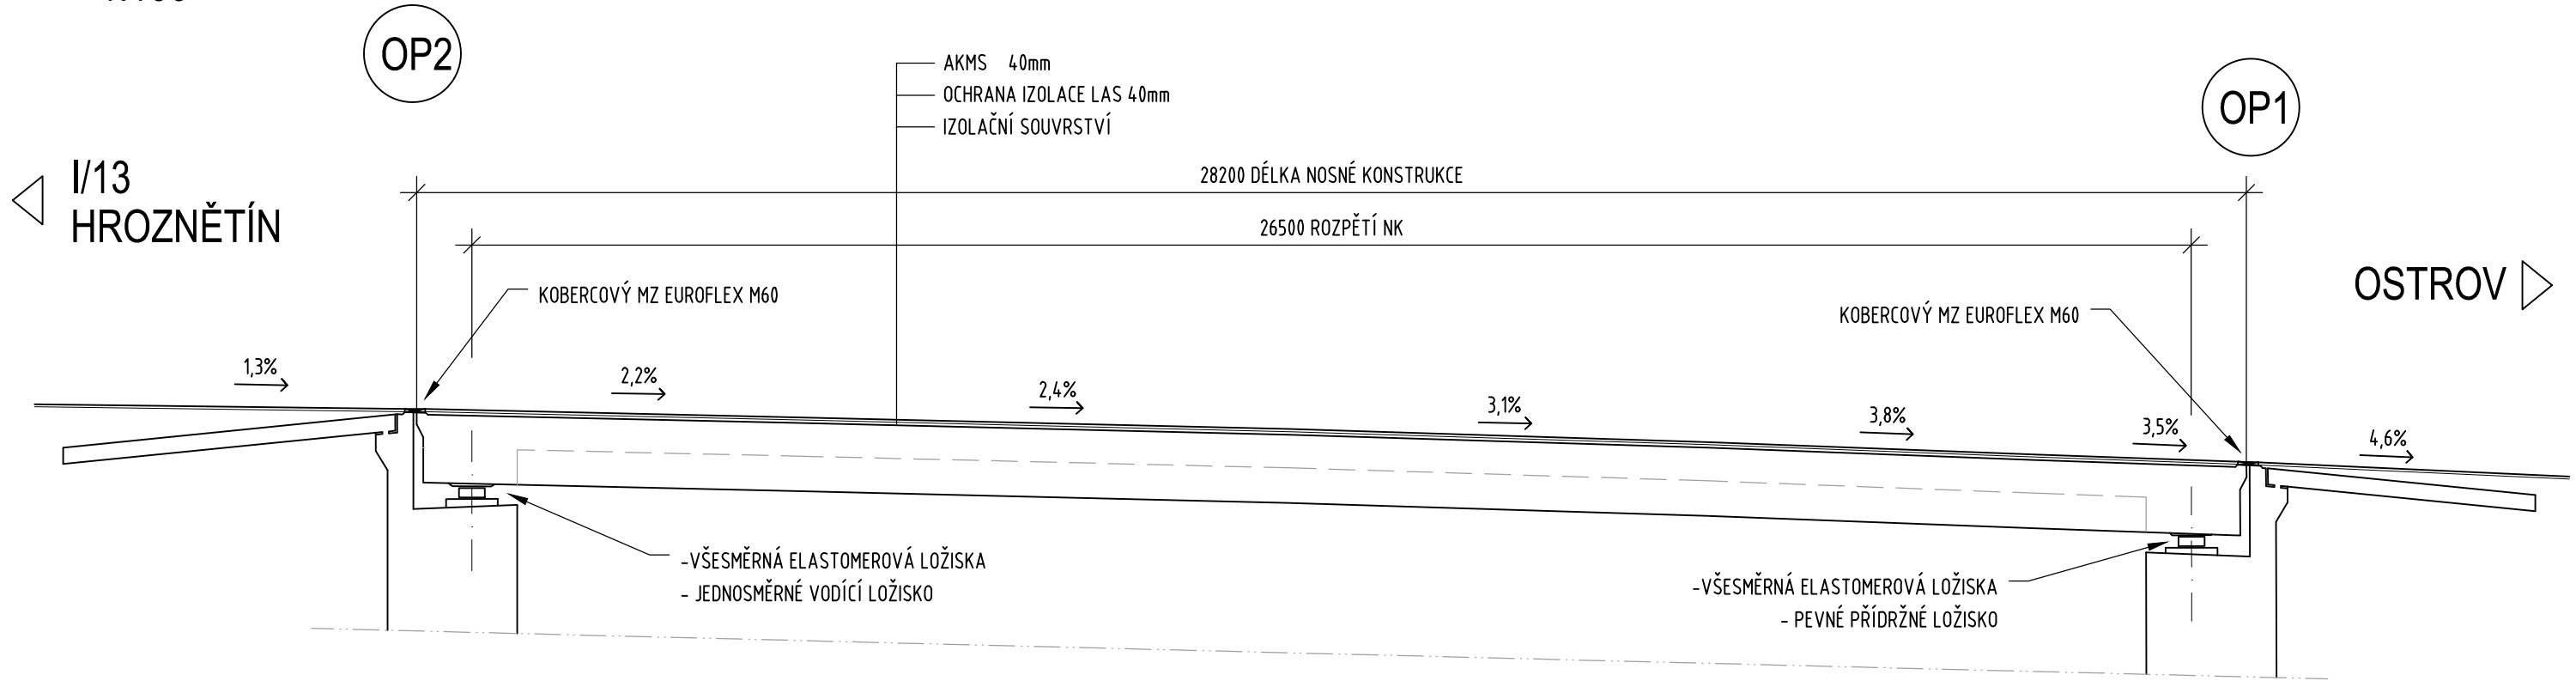 OP2
OP1
AKMS 40mm
OCHRANA IZOLACE LAS 40mm
IZOLAČNÍ SOUVRSTVÍ
I/13
HROZNĚTÍN
28200 DÉLKA NOSNÉ KONSTRUKCE
26500 ROZPĚTÍ NK
OSTROV
KOBERCOVÝ MZ EUROFLEX M60
KOBERCOVÝ MZ EUROFLEX M60
1,3%
2,2%
2,4%
3,1%
3,8%
3,5%
4,6%
-VŠESMĚRNÁ ELASTOMEROVÁ LOŽISKA
- JEDNOSMĚRNÉ VODÍCÍ LOŽISKO
-VŠESMĚRNÁ ELASTOMEROVÁ LOŽISKA
- PEVNÉ PŘÍDRŽNÉ LOŽISKO